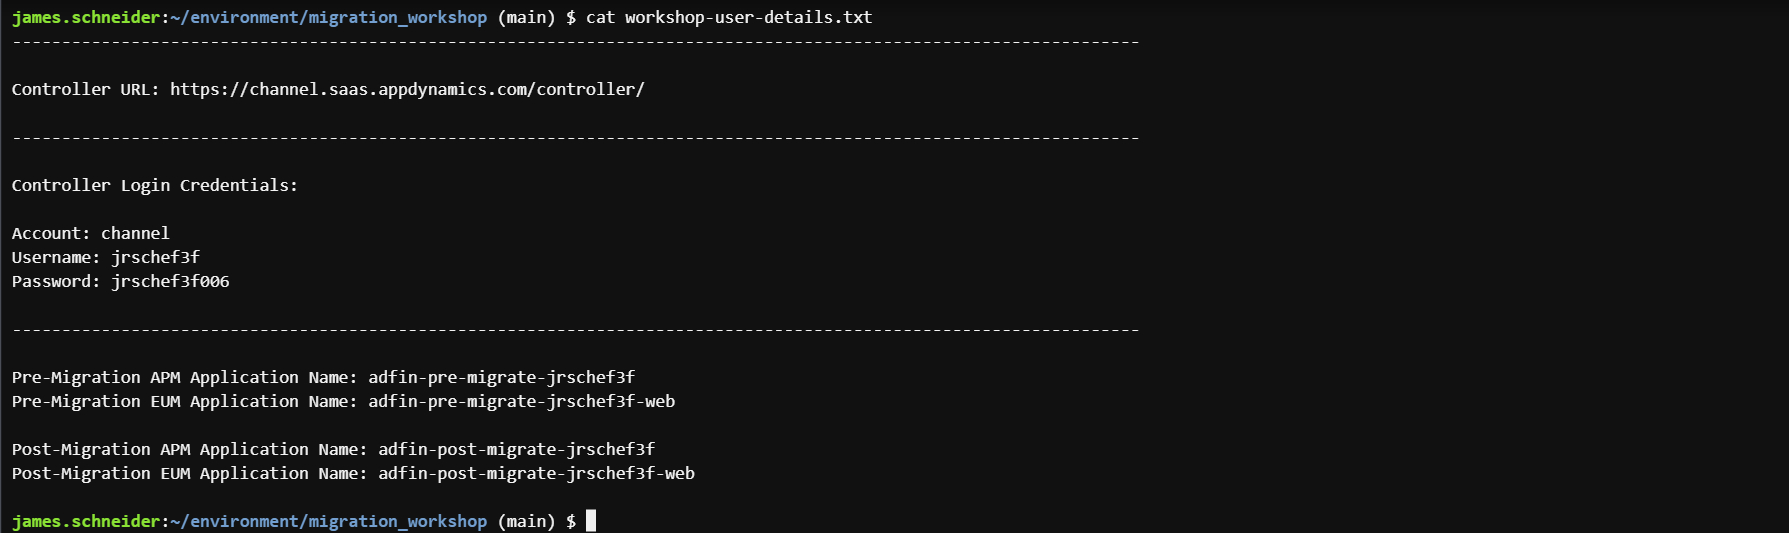 james.schneider:~/environment/migration_workshop (main) $ cat workshop-user-details.txt
------------------------------------------------------------------------------------------------------------------
Controller URL: https://channel.saas.appdynamics.com/controller/
------------------------------------------------------------------------------------------------------------------
Controller Login Credentials:
Account: channel
Username: jrschef3f
Password: jrschef3f006
------------------------------------------------------------------------------------------------------------------
Pre-Migration APM Application Name: adfin-pre-migrate-jrschef3f
Pre-Migration EUM Application Name: adfin-pre-migrate-jrschef3f-web
Post-Migration APM Application Name: adfin-post-migrate-jrschef3f
Post-Migration EUM Application Name: adfin-post-migrate-jrschef3f-web
james.schneider:~/environment/migration_workshop (main) $